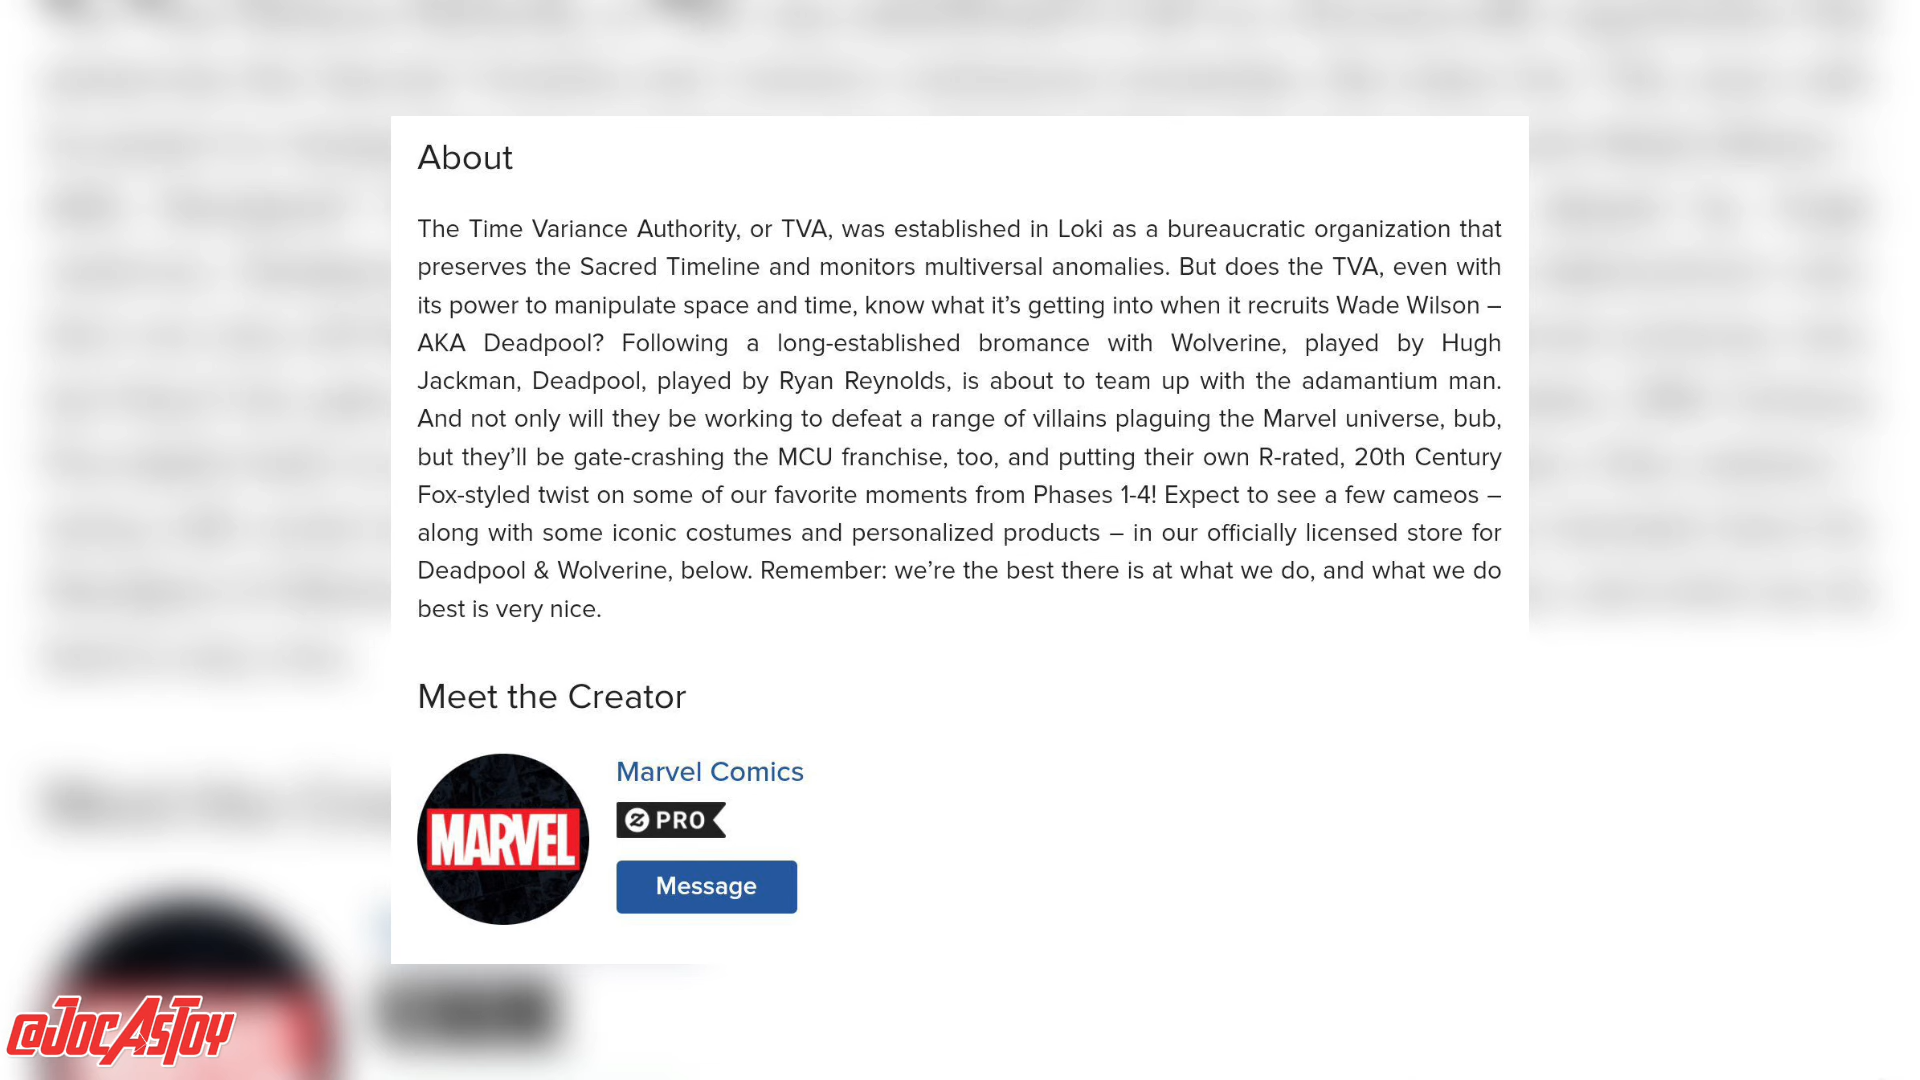 About
The Time Variance Authority, or TVA, was established in Loki as a bureaucratic organization that
preserves the Sacred Timeline and monitors multiversal anomalies. But does the TVA, even with
its power to manipulate space and time, know what it’s getting into when it recruits Wade Wilson –
AKA Deadpool? Following a long-established bromance with Wolverine, played by Hugh
Jackman, Deadpool, played by Ryan Reynolds, is about to team up with the adamantium man.
And not only will they be working to defeat a range of villains plaguing the Marvel universe, bub,
but they’ll be gate-crashing the MCU franchise, too, and putting their own R-rated, 20th Century
Fox-styled twist on some of our favorite moments from Phases 1-4! Expect to see a few cameos –
along with some iconic costumes and personalized products – in our officially licensed store for
Deadpool & Wolverine, below. Remember: we’re the best there is at what we do, and what we do
best is very nice.
Meet the Creator
MARVEL
Marvel Comics
PRO
Message
@JocAsToy